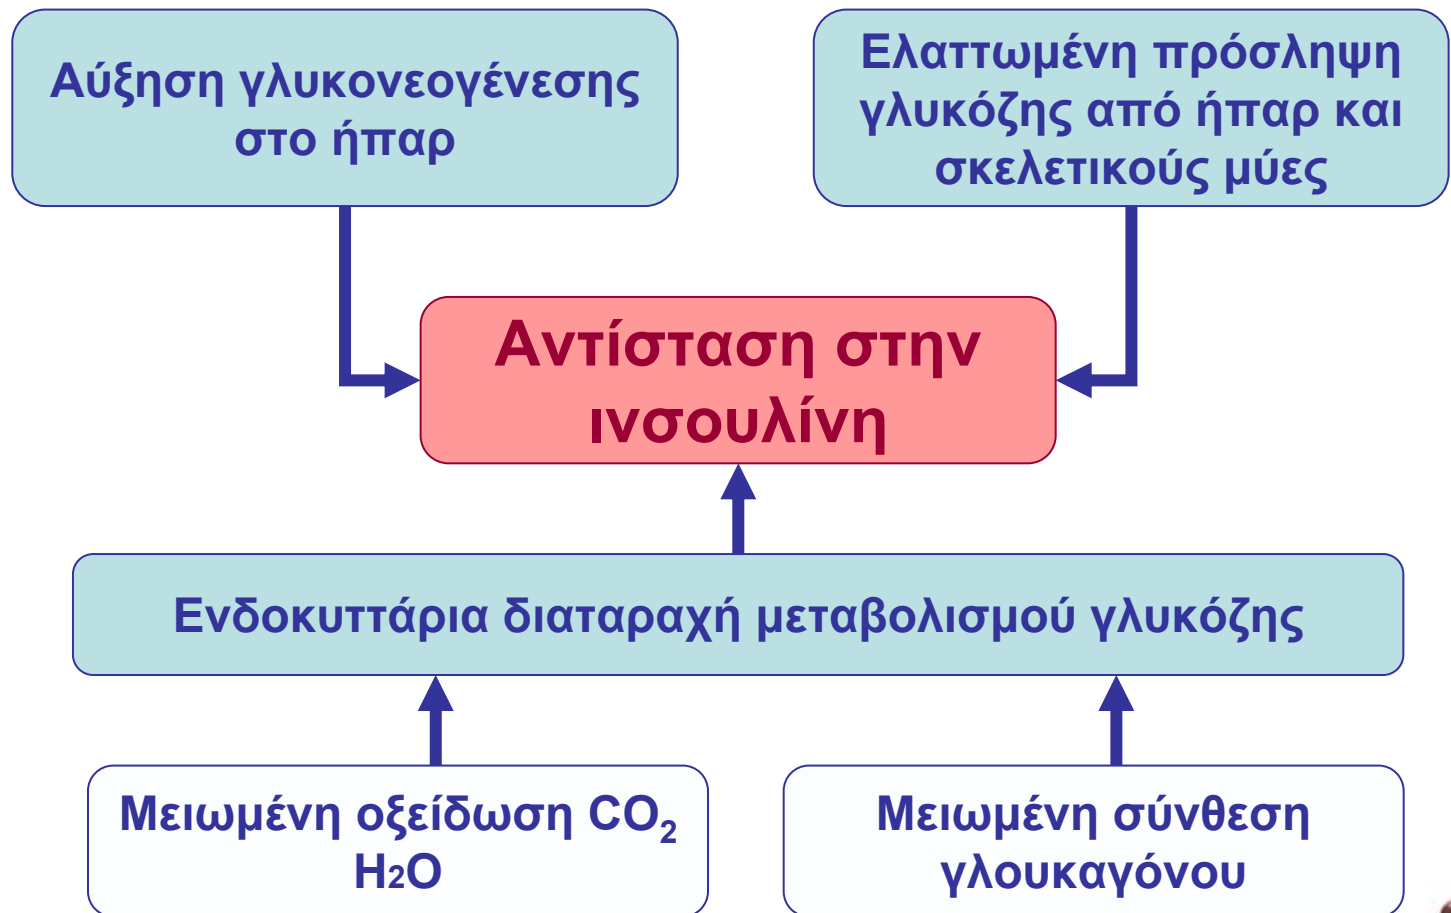 Αύξηση γλυκονεογένεσης
στο ήπαρ
Ελαττωμένη πρόσληψη
γλυκόζης από ήπαρ και
σκελετικούς μύες
Αντίσταση στην
ινσουλίνη
Ενδοκυττάρια διαταραχή μεταβολισμού γλυκόζης
Μειωμένη οξείδωση CO₂
H2O
Μειωμένη σύνθεση
γλουκαγόνου